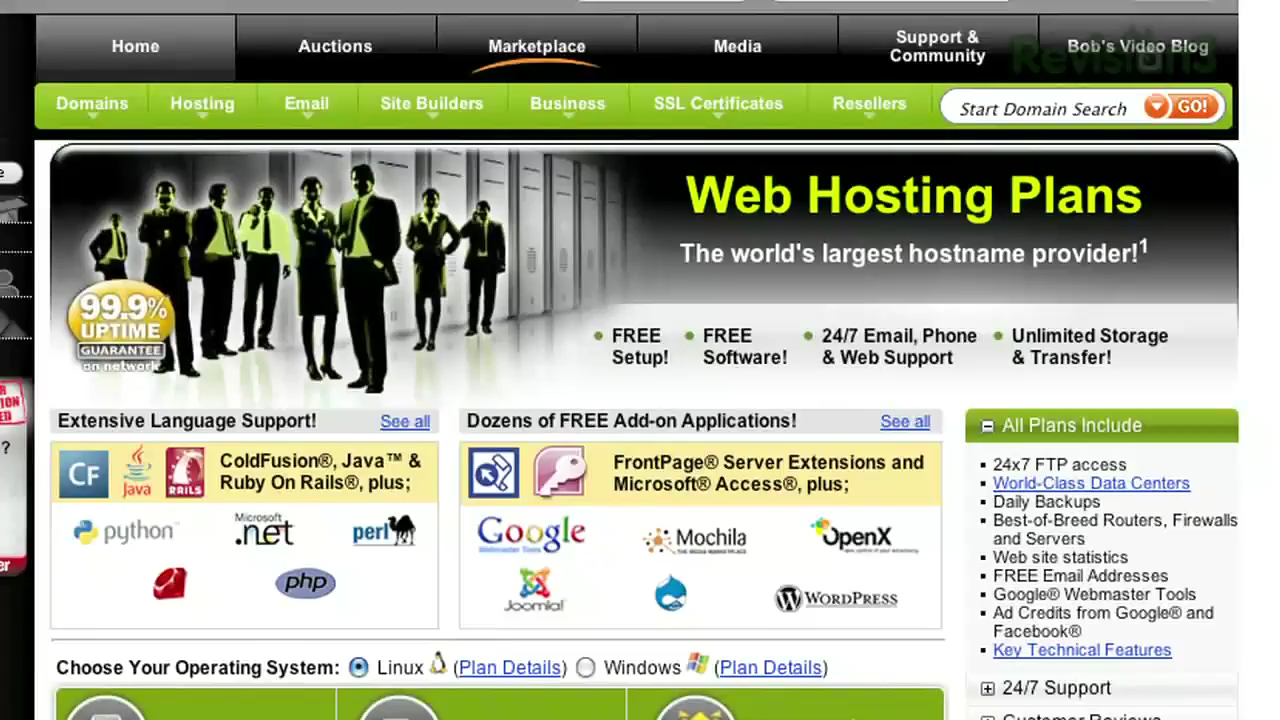 Home
Auctions
Marketplace
Media
Support &
Community
Bob's Video Blog
Revision3
Domains
Hosting
Email
Site Builders
Business
SSL Certificates
Resellers
Start Domain Search
GO!
Web Hosting Plans
The world's largest hostname provider!1
99.9%
UPTIME
GUARANTEE
on network
FREE
Setup!
FREE
Software!
24/7 Email, Phone
& Web Support
Unlimited Storage
& Transfer!
Extensive Language Support!
See all
CF
Java
RAILS
ColdFusion®, Java™ &
Ruby On Rails®, plus;
python
Microsoft
.net
perl
php
Dozens of FREE Add-on Applications!
See all
FrontPage® Server Extensions and
Microsoft® Access®, plus;
Google
Webmaster Tools
Mochila
THE MEDIA MARKETPLACE
OpenX
Joomla!
WORDPRESS
All Plans Include
24x7 FTP access
World-Class Data Centers
Daily Backups
Best-of-Breed Routers, Firewalls
and Servers
Web site statistics
FREE Email Addresses
Google® Webmaster Tools
Ad Credits from Google® and
Facebook®
Key Technical Features
24/7 Support
Customer Reviews
Choose Your Operating System: Linux (Plan Details) Windows (Plan Details)